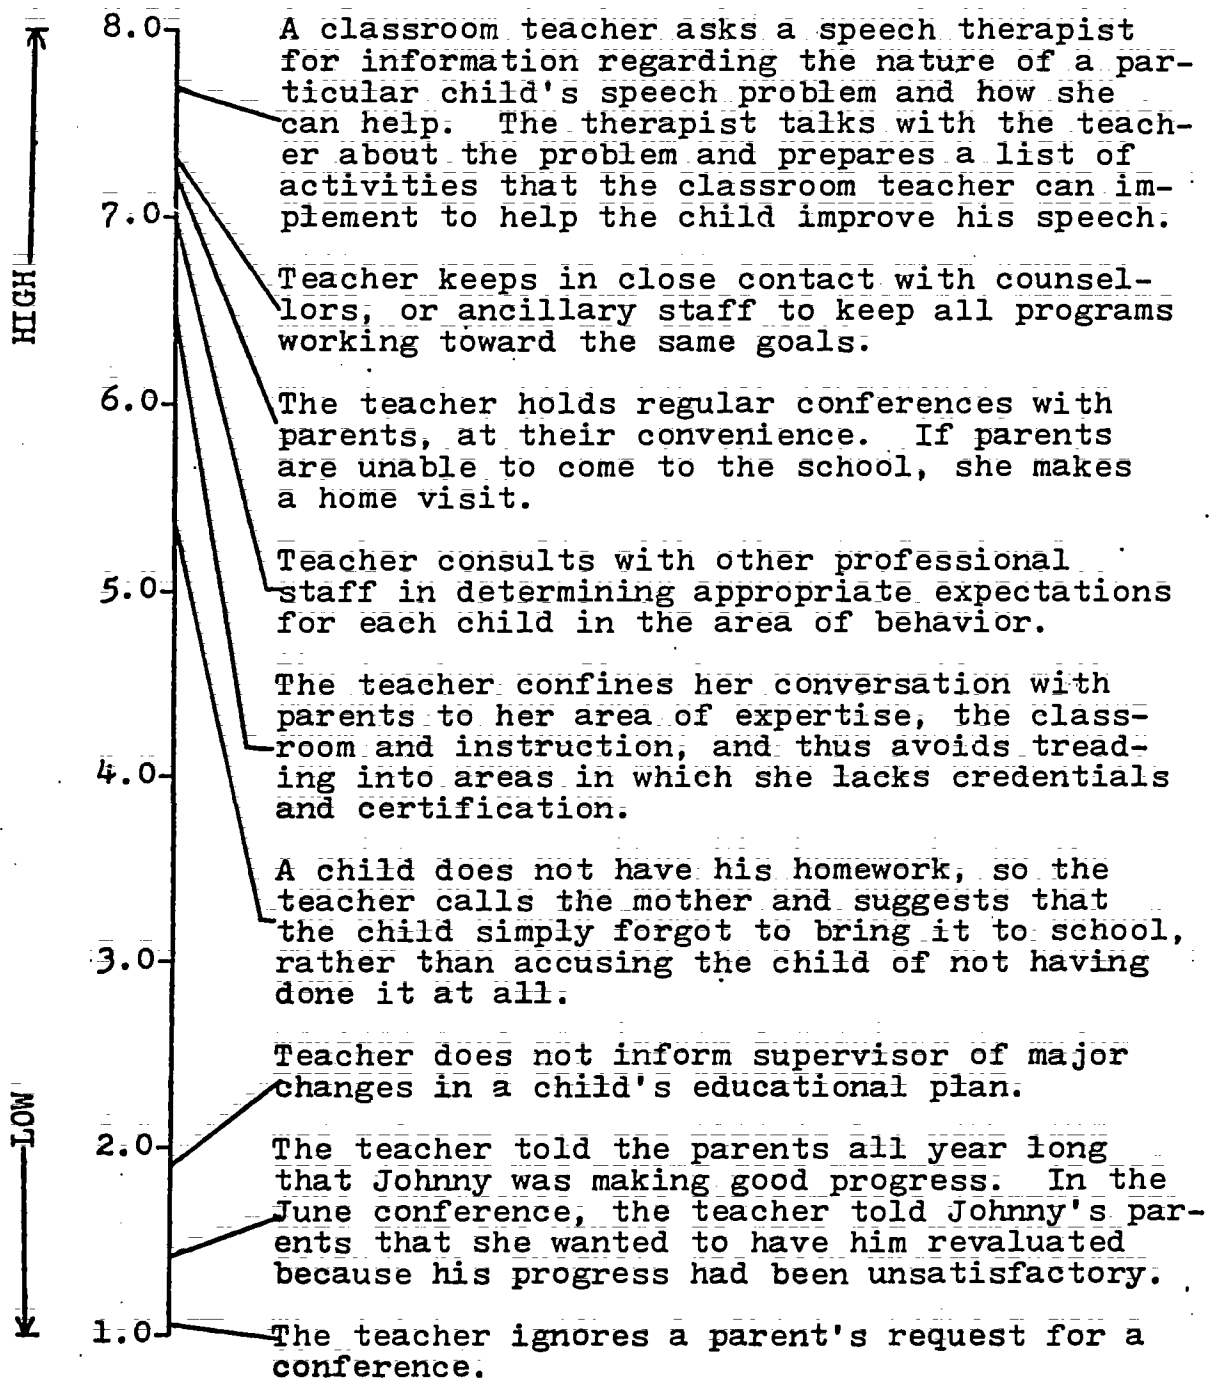 8.0
A classroom teacher asks a speech therapist
for information regarding the nature of a par-
ticular child's speech problem and how she
can help. The therapist talks with the teach-
er about the problem and prepares a list of
activities that the classroom teacher can im-
plement to help the child improve his speech.
7.0
HIGH
Teacher keeps in close contact with counsel-
lors, or ancillary staff to keep all programs
working toward the same goals.
6.0
The teacher holds regular conferences with
parents, at their convenience. If parents
are unable to come to the school, she makes
a home visit.
Teacher consults with other professional
5.0
staff in determining appropriate expectations
for each child in the area of behavior.
The teacher confines her conversation with
parents to her area of expertise, the class-
room and instruction, and thus avoids tread-
4.0
ing into areas in which she lacks credentials
and certification.
A child does not have his homework, so the
teacher calls the mother and suggests that
the child simply forgot to bring it to school,
3.0
rather than accusing the child of not having
done it at all.
Teacher does not inform supervisor of major
changes in a child's educational plan.
LOW
2.0
The teacher told the parents all year long
that Johnny was making good progress. In the
June conference, the teacher told Johnny's par-
ents that she wanted to have him revaluated
because his progress had been unsatisfactory.
1.0
The teacher ignores a parent's request for a
conference.